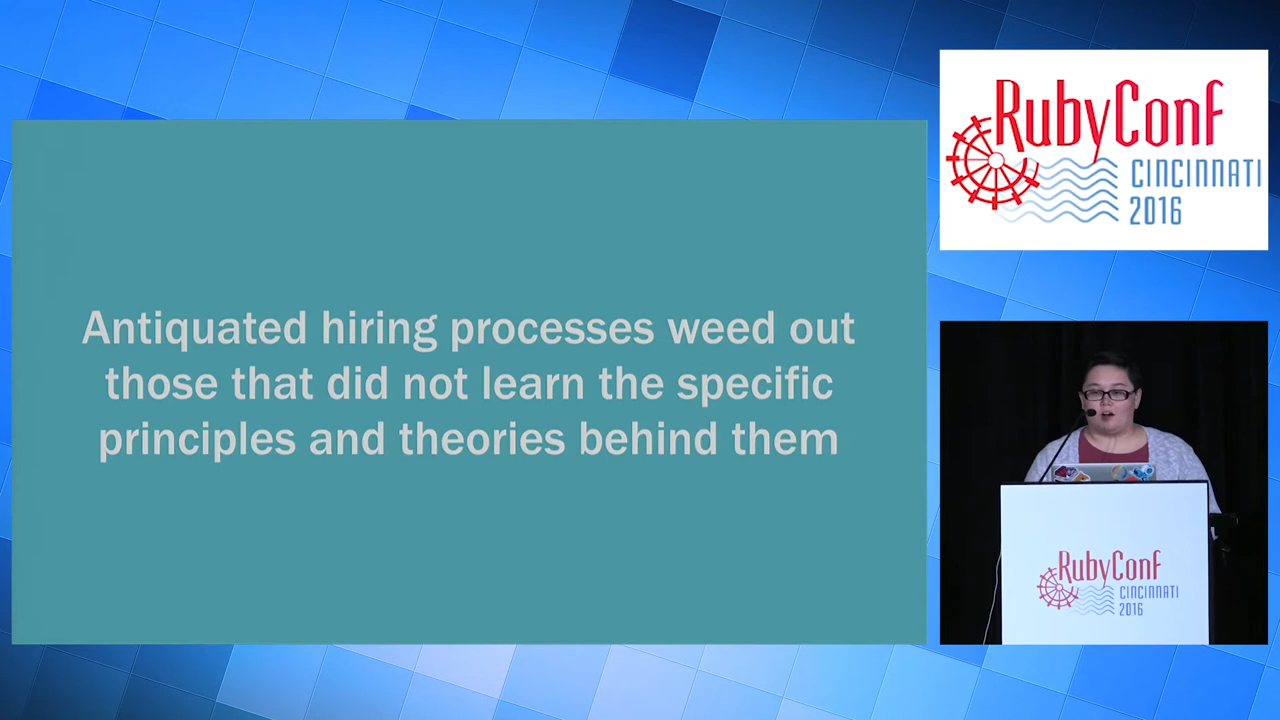 Antiquated hiring processes weed out
those that did not learn the specific
principles and theories behind them
RubyConf
CINCINNATI
2016
RubyConf
CINCINNATI
2016